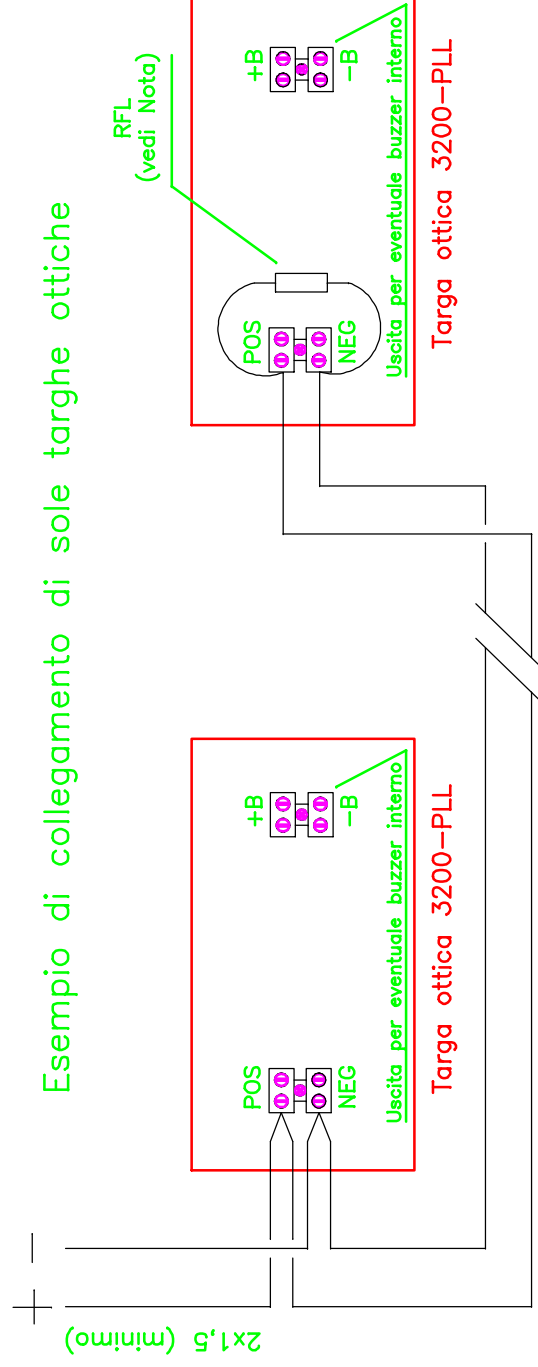 Esempio di collegamento di sole targhe ottiche
+
−
2x1,5 (minimo)
POS
NEG
+B
−B
Uscita per eventuale buzzer interno
Targa ottica 3200−PLL
RFL
(vedi Nota)
POS
NEG
+B
−B
Uscita per eventuale buzzer interno
Targa ottica 3200−PLL